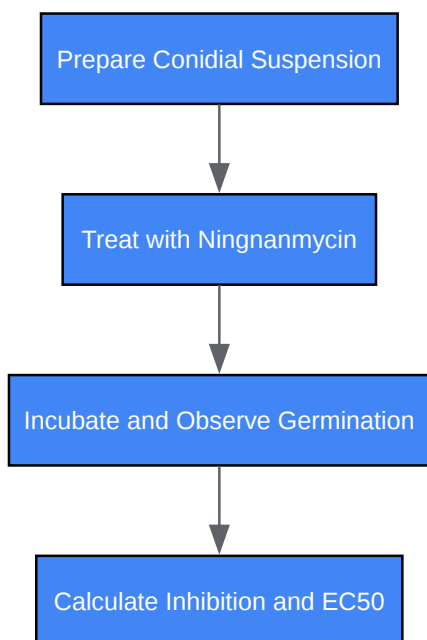 Prepare Conidial Suspension
Treat with Ningnanmycin
Incubate and Observe Germination
Calculate Inhibition and EC50